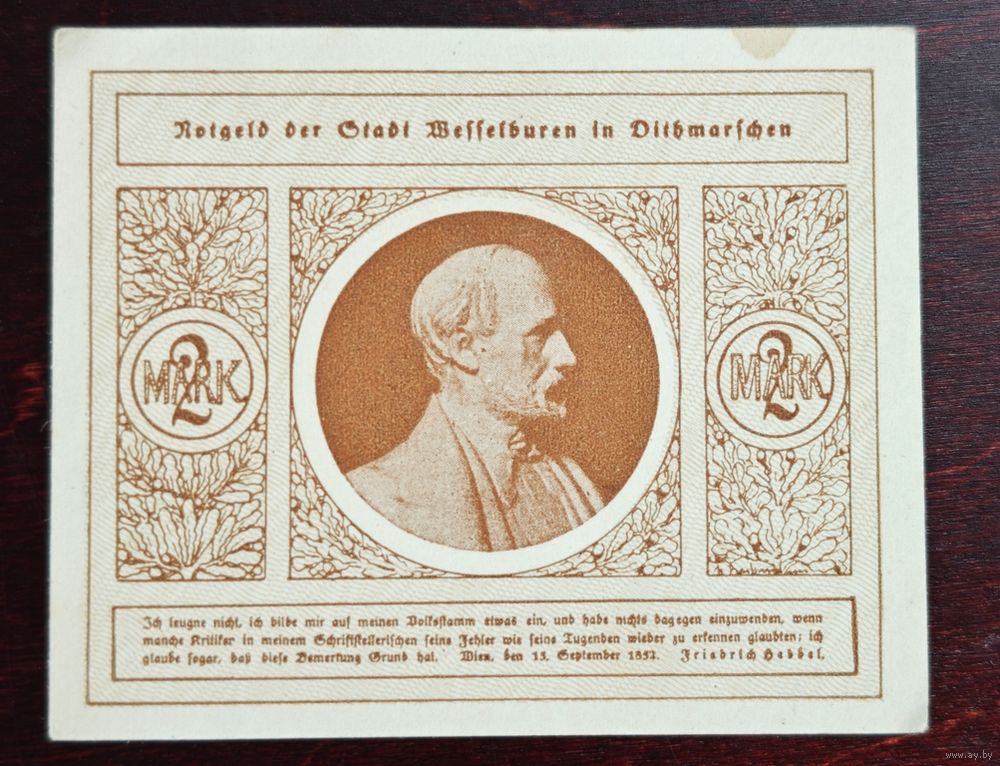 Notgeld der Stadt Wesselburen in Dithmarschen
2 MARK
2 MARK
Ich leugne nicht, ich bilde mir auf meinen Volksstamm etwas ein, und habe nichts dagegen einzuwenden, wenn
manche Kritiker in meinem Schriftstellerischen seine Fehler wie seine Tugenden wieder zu erkennen glaubten; ich
glaube sogar, daß diese Bemerkung Grund hat. Wien, den 15. September 1852. Friedrich Hebbel.
www.ay.by